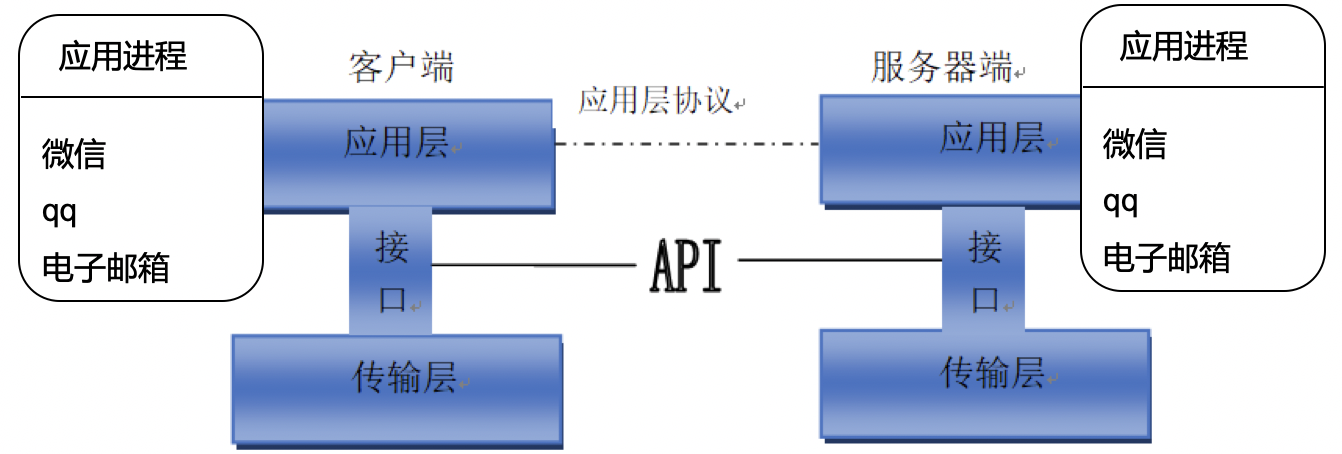 应用进程
微信
qq
电子邮箱
客户端
应用层
接
口
传输层
应用层协议
API
服务器端
应用层
接
口
传输层
应用进程
微信
qq
电子邮箱